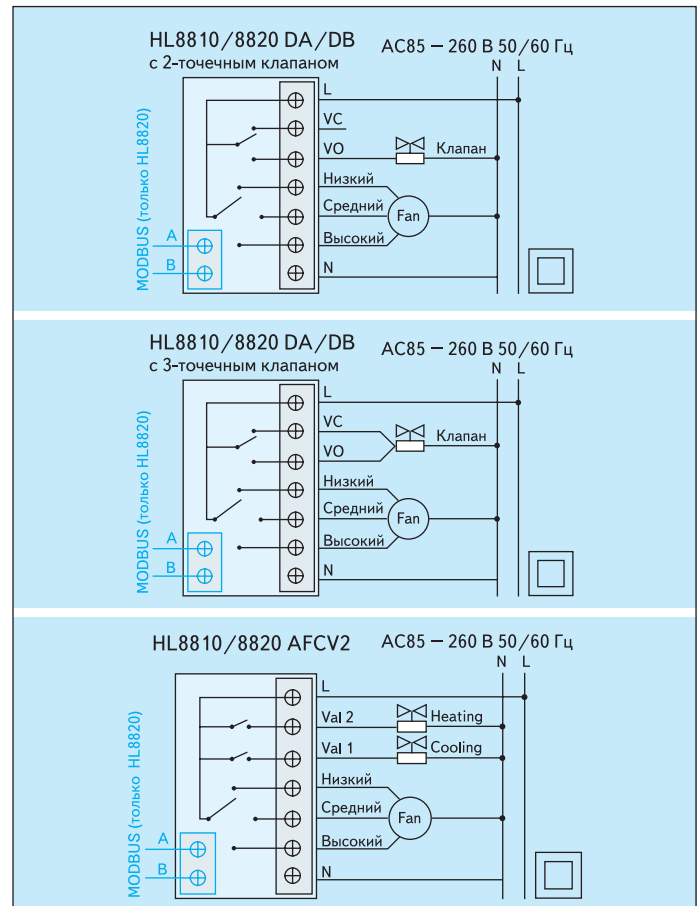 HL8810/8820 DA/DB
с 2-точечным клапаном
AC85 – 260 В 50/60 Гц
N L
L
VC
VO
Клапан
Низкий
Средний
Fan
Высокий
N
MODBUS (только HL8820)
A
B
HL8810/8820 DA/DB
с 3-точечным клапаном
AC85 – 260 В 50/60 Гц
N L
L
VC
Клапан
VO
Низкий
Средний
Fan
Высокий
N
MODBUS (только HL8820)
A
B
HL8810/8820 AFCV2
AC85 – 260 В 50/60 Гц
N L
L
Val 2
Heating
Val 1
Cooling
Низкий
Средний
Fan
Высокий
N
MODBUS (только HL8820)
A
B